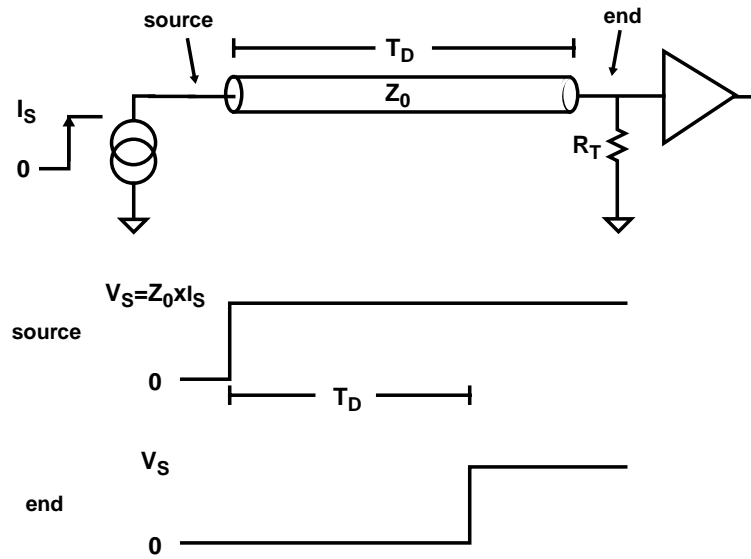 source
end
T_D
Z_0
I_S
0
R_T
V_S=Z_0xI_S
source
0
T_D
V_S
end
0